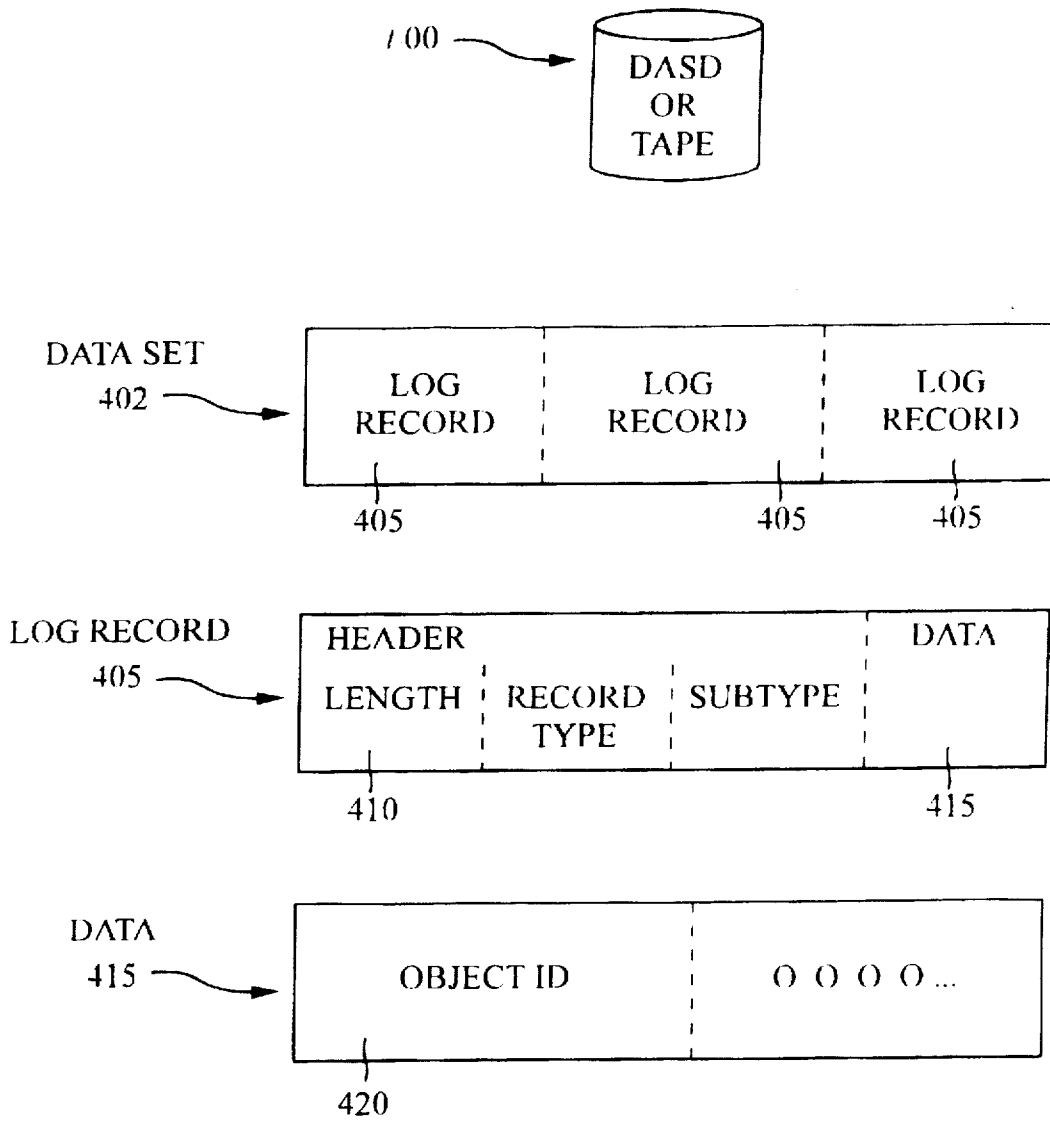 DASD
OR
TAPE
DATA SET
402
LOG
RECORD
LOG
RECORD
LOG
RECORD
405
405
405
LOG RECORD
405
HEADER
DATA
LENGTH
RECORD
TYPE
SUBTYPE
410
415
DATA
415
OBJECT ID
O O O O ...
420